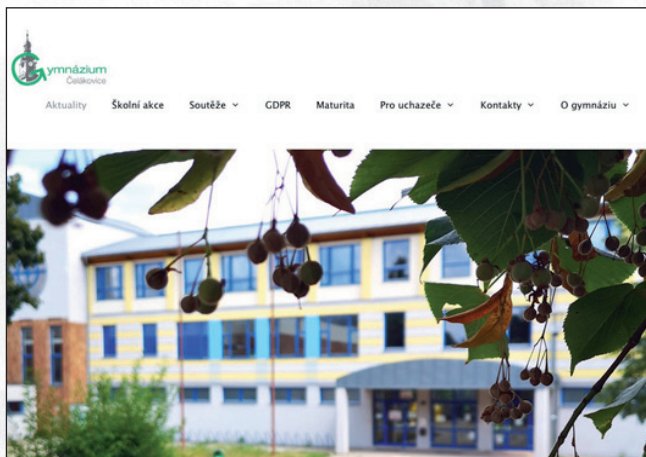 Gymnázium
Čelákovice
Aktuality Školní akce Soutěže GDPR Maturita Pro uchazeče Kontakty O gymnáziu